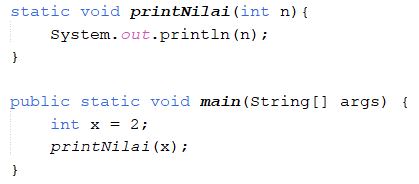 static void printNilai(int n){
    System.out.println(n);
}

public static void main(String[] args) {
    int x = 2;
    printNilai(x);
}